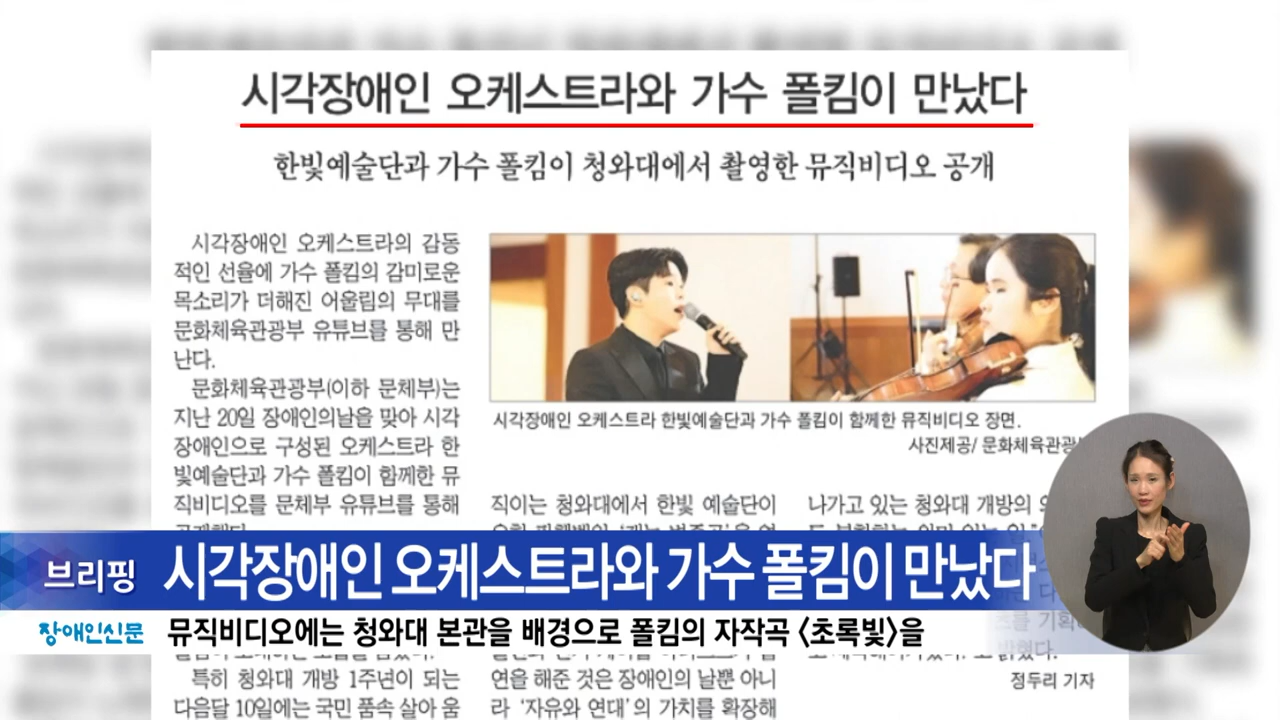 시각장애인 오케스트라와 가수 폴킴이 만났다
한빛예술단과 가수 폴킴이 청와대에서 촬영한 뮤직비디오 공개
시각장애인 오케스트라의 감동
적인 선율에 가수 폴킴의 감미로운
목소리가 더해진 어울림의 무대를
문화체육관광부 유튜브를 통해 만
난다.
문화체육관광부(이하 문체부)는
지난 20일 장애인의날을 맞아 시각
장애인으로 구성된 오케스트라 한
빛예술단과 가수 폴킴이 함께한 뮤
직비디오를 문체부 유튜브를 통해
시각장애인 오케스트라 한빛예술단과 가수 폴킴이 함께한 뮤직비디오 장면.
사진제공/ 문화체육관광
직이는 청와대에서 한빛 예술단이
나가고 있는 청와대 개방의
브리핑 시각장애인 오케스트라와 가수 폴킴이 만났다
장애인신문 뮤직비디오에는 청와대 본관을 배경으로 폴킴의 자작곡 <초록빛>을
특히 청와대 개방 1주년이 되는
다음달 10일에는 국민 품속 살아 움
연을 해준 것은 장애인의 날뿐 아니
라 '자유와 연대'의 가치를 확장해
밝혔다.
정두리 기자